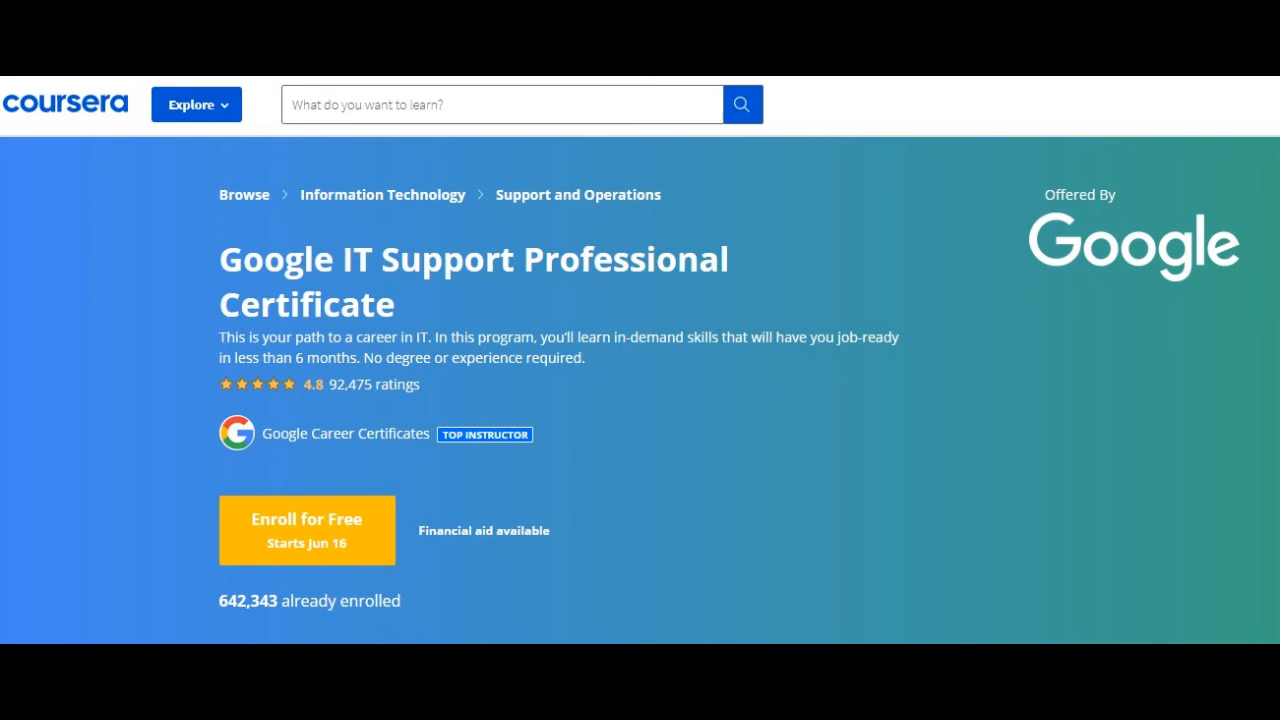 coursera
Explore
What do you want to learn?
Browse > Information Technology > Support and Operations
Offered By
Google
Google IT Support Professional
Certificate
This is your path to a career in IT. In this program, you'll learn in-demand skills that will have you job-ready
in less than 6 months. No degree or experience required.
4.8 92,475 ratings
G Google Career Certificates TOP INSTRUCTOR
Enroll for Free
Starts Jun 16
Financial aid available
642,343 already enrolled